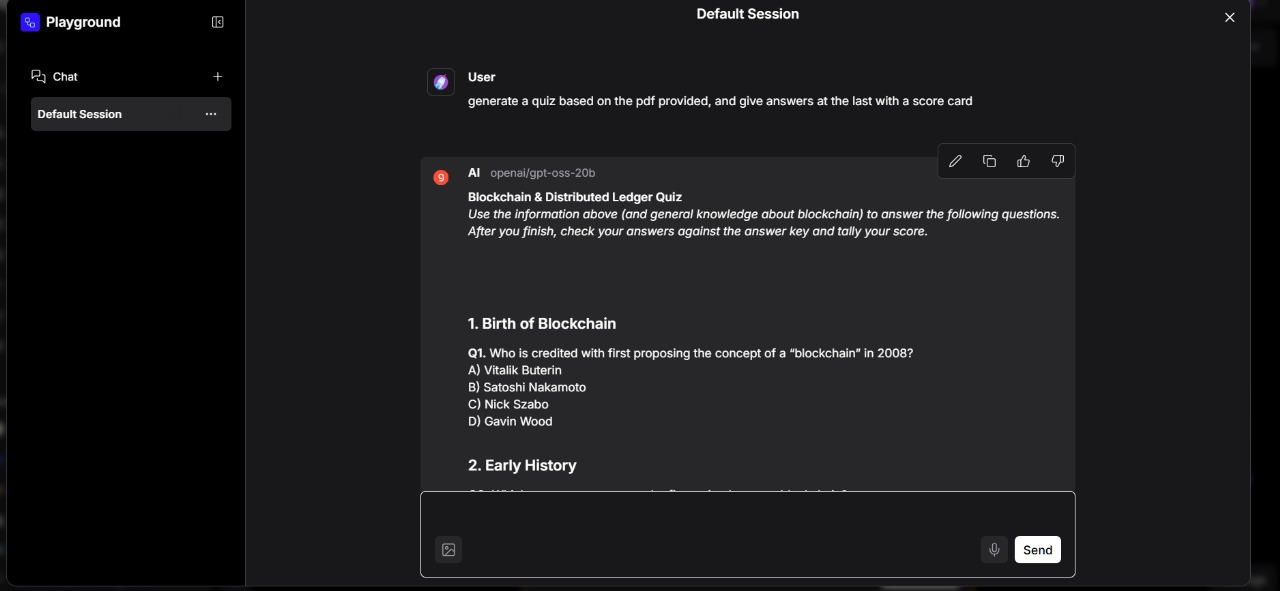 Playground
Default Session
Chat
Default Session
User
generate a quiz based on the pdf provided, and give answers at the last with a score card
9
AI openai/gpt-oss-20b
Blockchain & Distributed Ledger Quiz
Use the information above (and general knowledge about blockchain) to answer the following questions.
After you finish, check your answers against the answer key and tally your score.
1. Birth of Blockchain
Q1. Who is credited with first proposing the concept of a “blockchain” in 2008?
A) Vitalik Buterin
B) Satoshi Nakamoto
C) Nick Szabo
D) Gavin Wood
2. Early History
Send